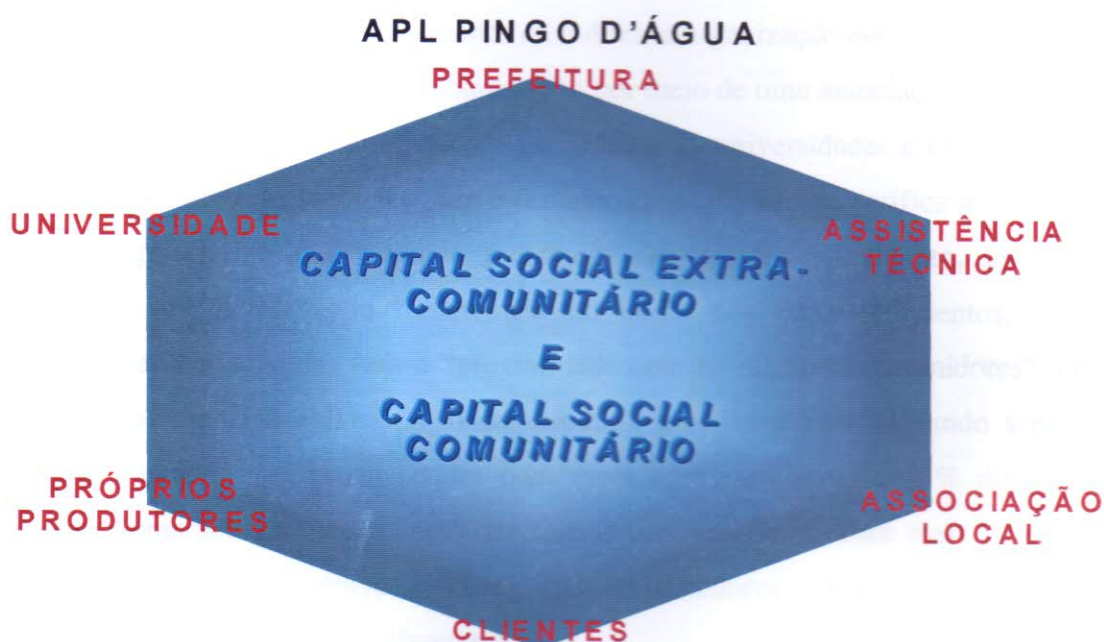 APL PINGO D'ÁGUA
PREFEITURA
UNIVERSIDADE
ASSISTÊNCIA
TÉCNICA
CAPITAL SOCIAL EXTRA-
COMUNITÁRIO
E
CAPITAL SOCIAL
COMUNITÁRIO
PRÓPRIOS
PRODUTORES
ASSOCIAÇÃO
LOCAL
CLIENTES